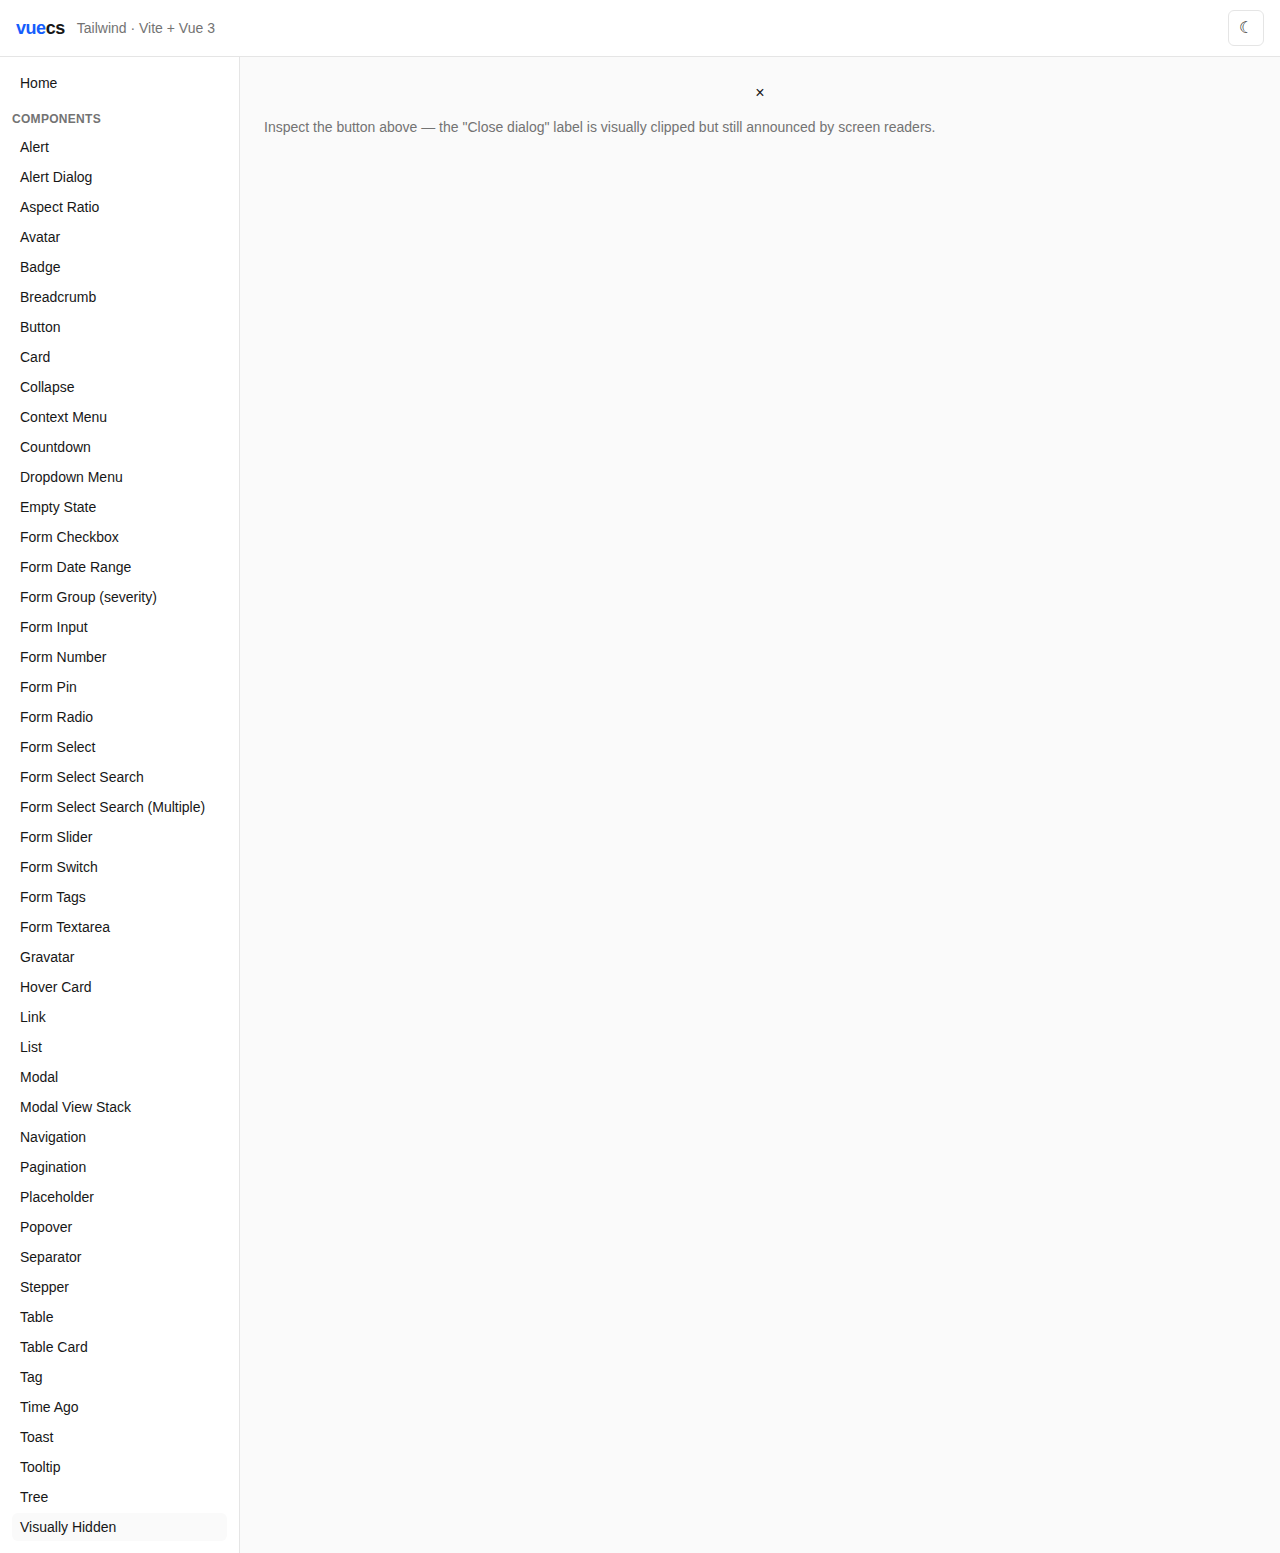 vuecs Tailwind · Vite + Vue 3 ☾
Home
COMPONENTS
Alert
Alert Dialog
Aspect Ratio
Avatar
Badge
Breadcrumb
Button
Card
Collapse
Context Menu
Countdown
Dropdown Menu
Empty State
Form Checkbox
Form Date Range
Form Group (severity)
Form Input
Form Number
Form Pin
Form Radio
Form Select
Form Select Search
Form Select Search (Multiple)
Form Slider
Form Switch
Form Tags
Form Textarea
Gravatar
Hover Card
Link
List
Modal
Modal View Stack
Navigation
Pagination
Placeholder
Popover
Separator
Stepper
Table
Table Card
Tag
Time Ago
Toast
Tooltip
Tree
Visually Hidden
×
Inspect the button above — the "Close dialog" label is visually clipped but still announced by screen readers.